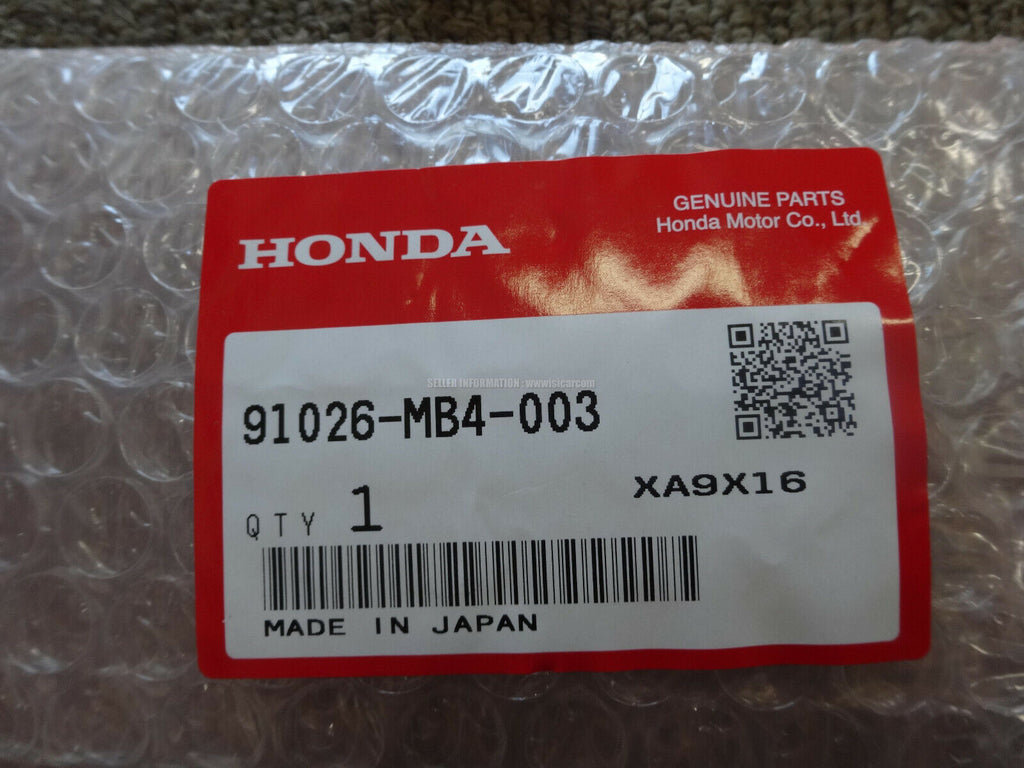 GENUINE PARTS
Honda Motor Co., Ltd.
HONDA
SELLER INFORMATION : www.isicar.com
91026-MB4-003
XA9X16
QTY 1
MADE IN JAPAN